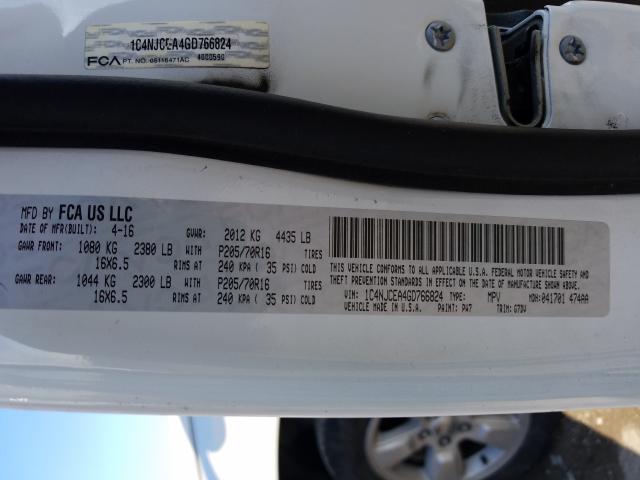 1C4NJCEA4GD766824
FCA PT. NO. 05116471AC 4000590
MFD BY FCA US LLC
DATE OF MFR(BUILT): 4-16 GVWR: 2012 KG 4435 LB
GAWR FRONT: 1080 KG 2380 LB WITH P205/70R16 TIRES
16X6.5 RIMS AT 240 KPA ( 35 PSI) COLD
GAWR REAR: 1044 KG 2300 LB WITH P205/70R16 TIRES
16X6.5 RIMS AT 240 KPA ( 35 PSI) COLD
THIS VEHICLE CONFORMS TO ALL APPLICABLE U.S.A. FEDERAL MOTOR VEHICLE SAFETY AND
THEFT PREVENTION STANDARDS IN EFFECT ON THE DATE OF MANUFACTURE SHOWN ABOVE.
VIN: 1C4NJCEA4GD766824 TYPE: MPV MDH: 041701 474AA
VEHICLE MADE IN U.S.A. PAINT: PW7 TRIM: G7DV